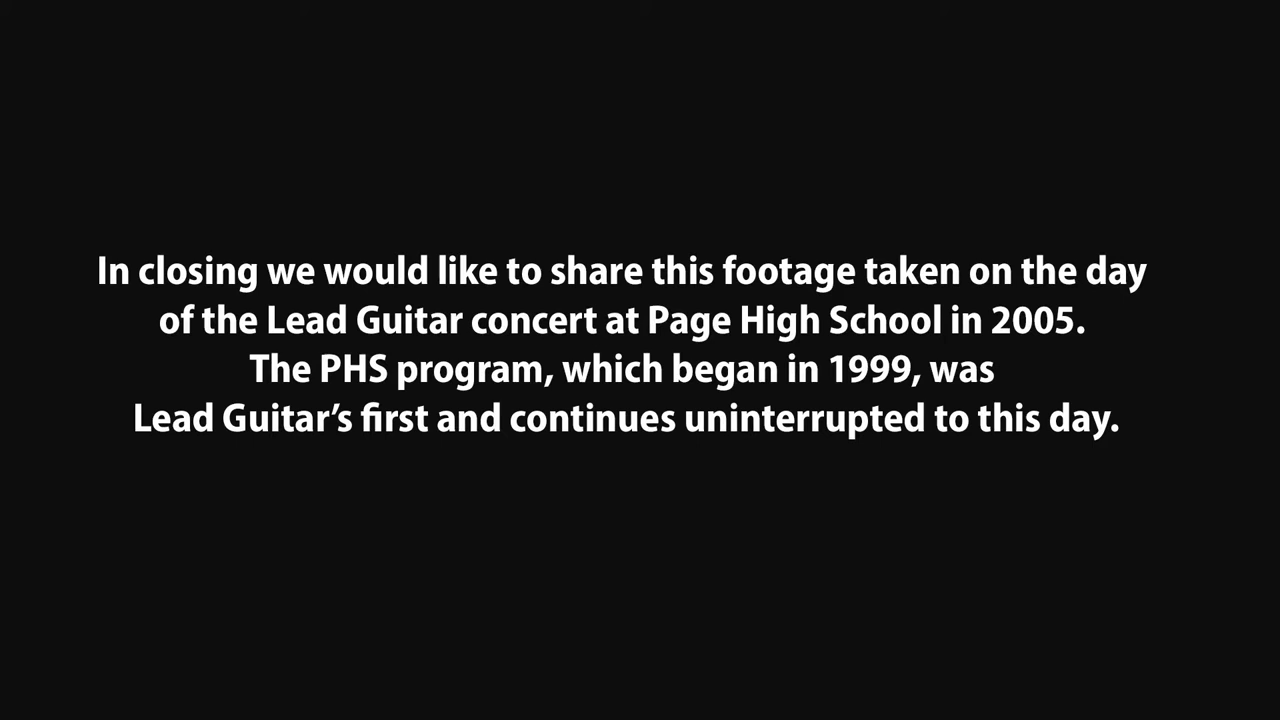 In closing we would like to share this footage taken on the day
of the Lead Guitar concert at Page High School in 2005.
The PHS program, which began in 1999, was
Lead Guitar’s first and continues uninterrupted to this day.